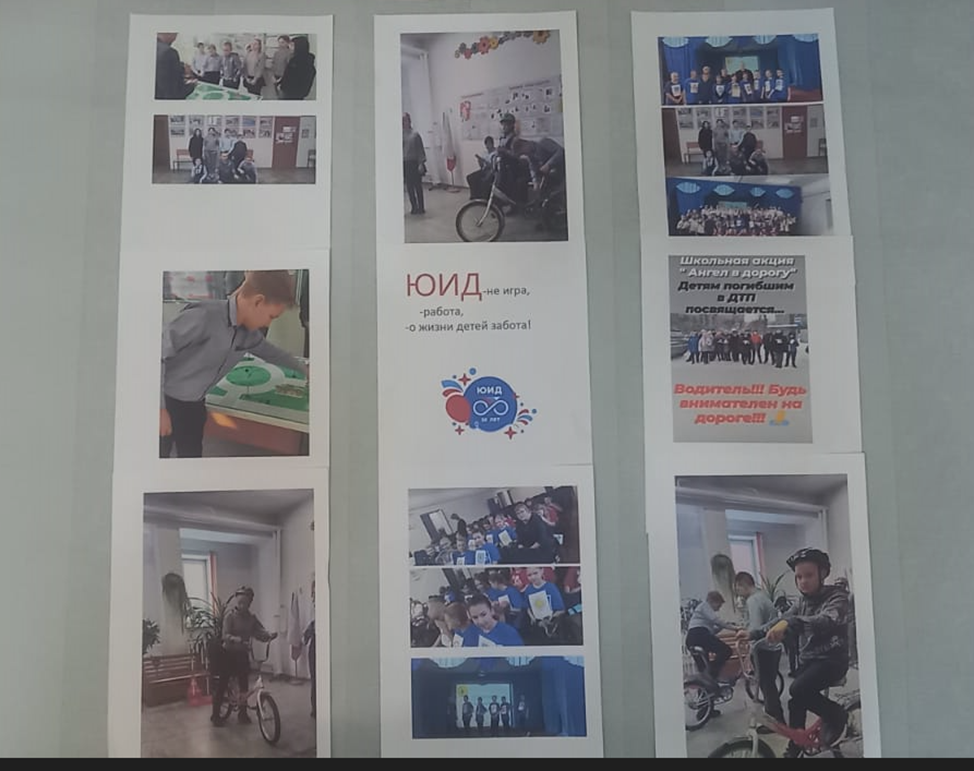 ЮИД-не игра,
-работа,
-о жизни детей забота!
ЮИД
Школьная акция
" Ангел в дорогу"
Детям погибшим
в ДТП
посвящается...
Водитель!!! Будь
внимателен на
дороге!!!